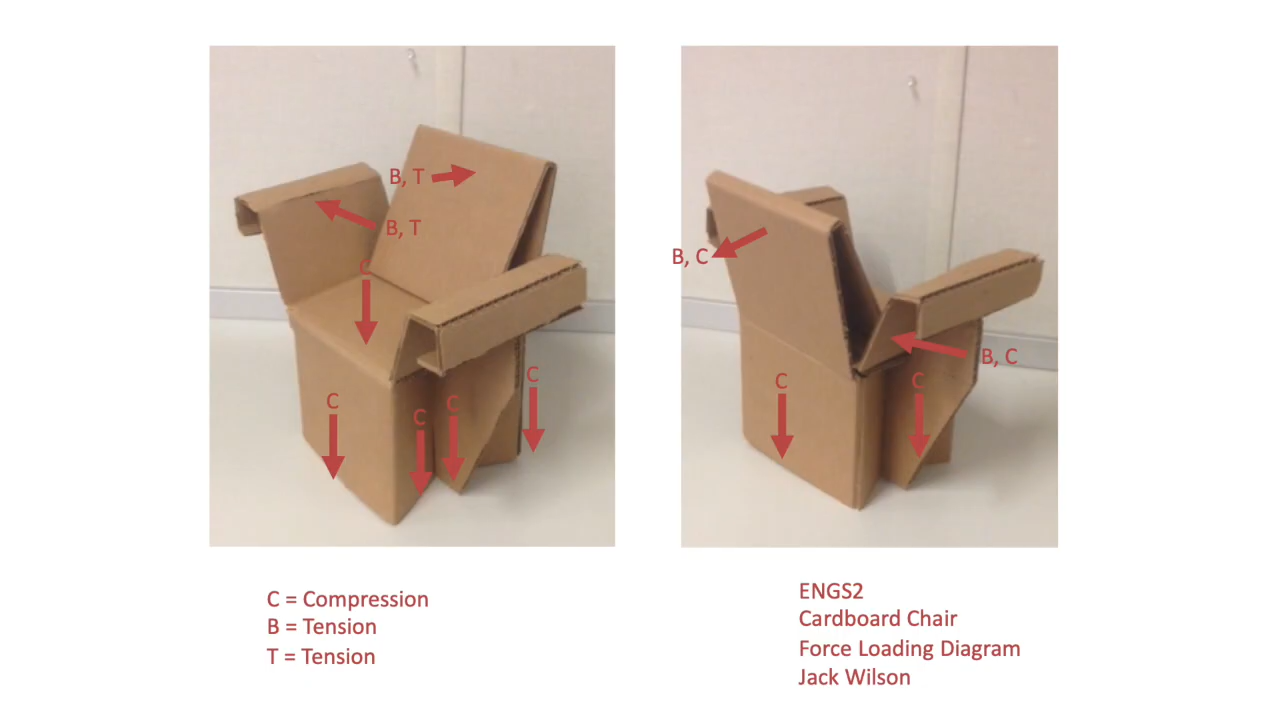 B, T
B, T
C
C
C
C
C
B, C
B, C
C
C
C = Compression
B = Tension
T = Tension
ENGS2
Cardboard Chair
Force Loading Diagram
Jack Wilson